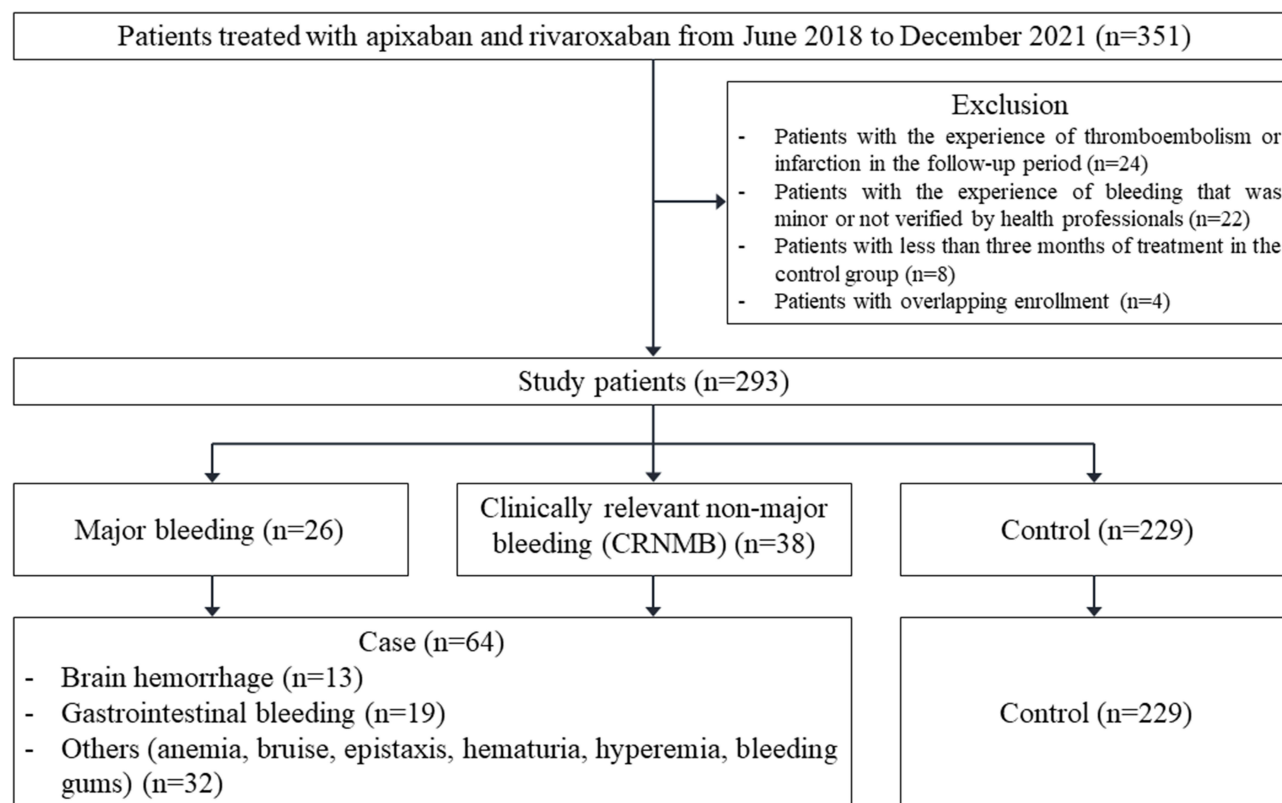 Patients treated with apixaban and rivaroxaban from June 2018 to December 2021 (n=351)
Exclusion
- Patients with the experience of thromboembolism or
infarction in the follow-up period (n=24)
- Patients with the experience of bleeding that was
minor or not verified by health professionals (n=22)
- Patients with less than three months of treatment in the
control group (n=8)
- Patients with overlapping enrollment (n=4)
Study patients (n=293)
Major bleeding (n=26)
Clinically relevant non-major
bleeding (CRNMB) (n=38)
Control (n=229)
Case (n=64)
- Brain hemorrhage (n=13)
- Gastrointestinal bleeding (n=19)
- Others (anemia, bruise, epistaxis, hematuria, hyperemia, bleeding
gums) (n=32)
Control (n=229)